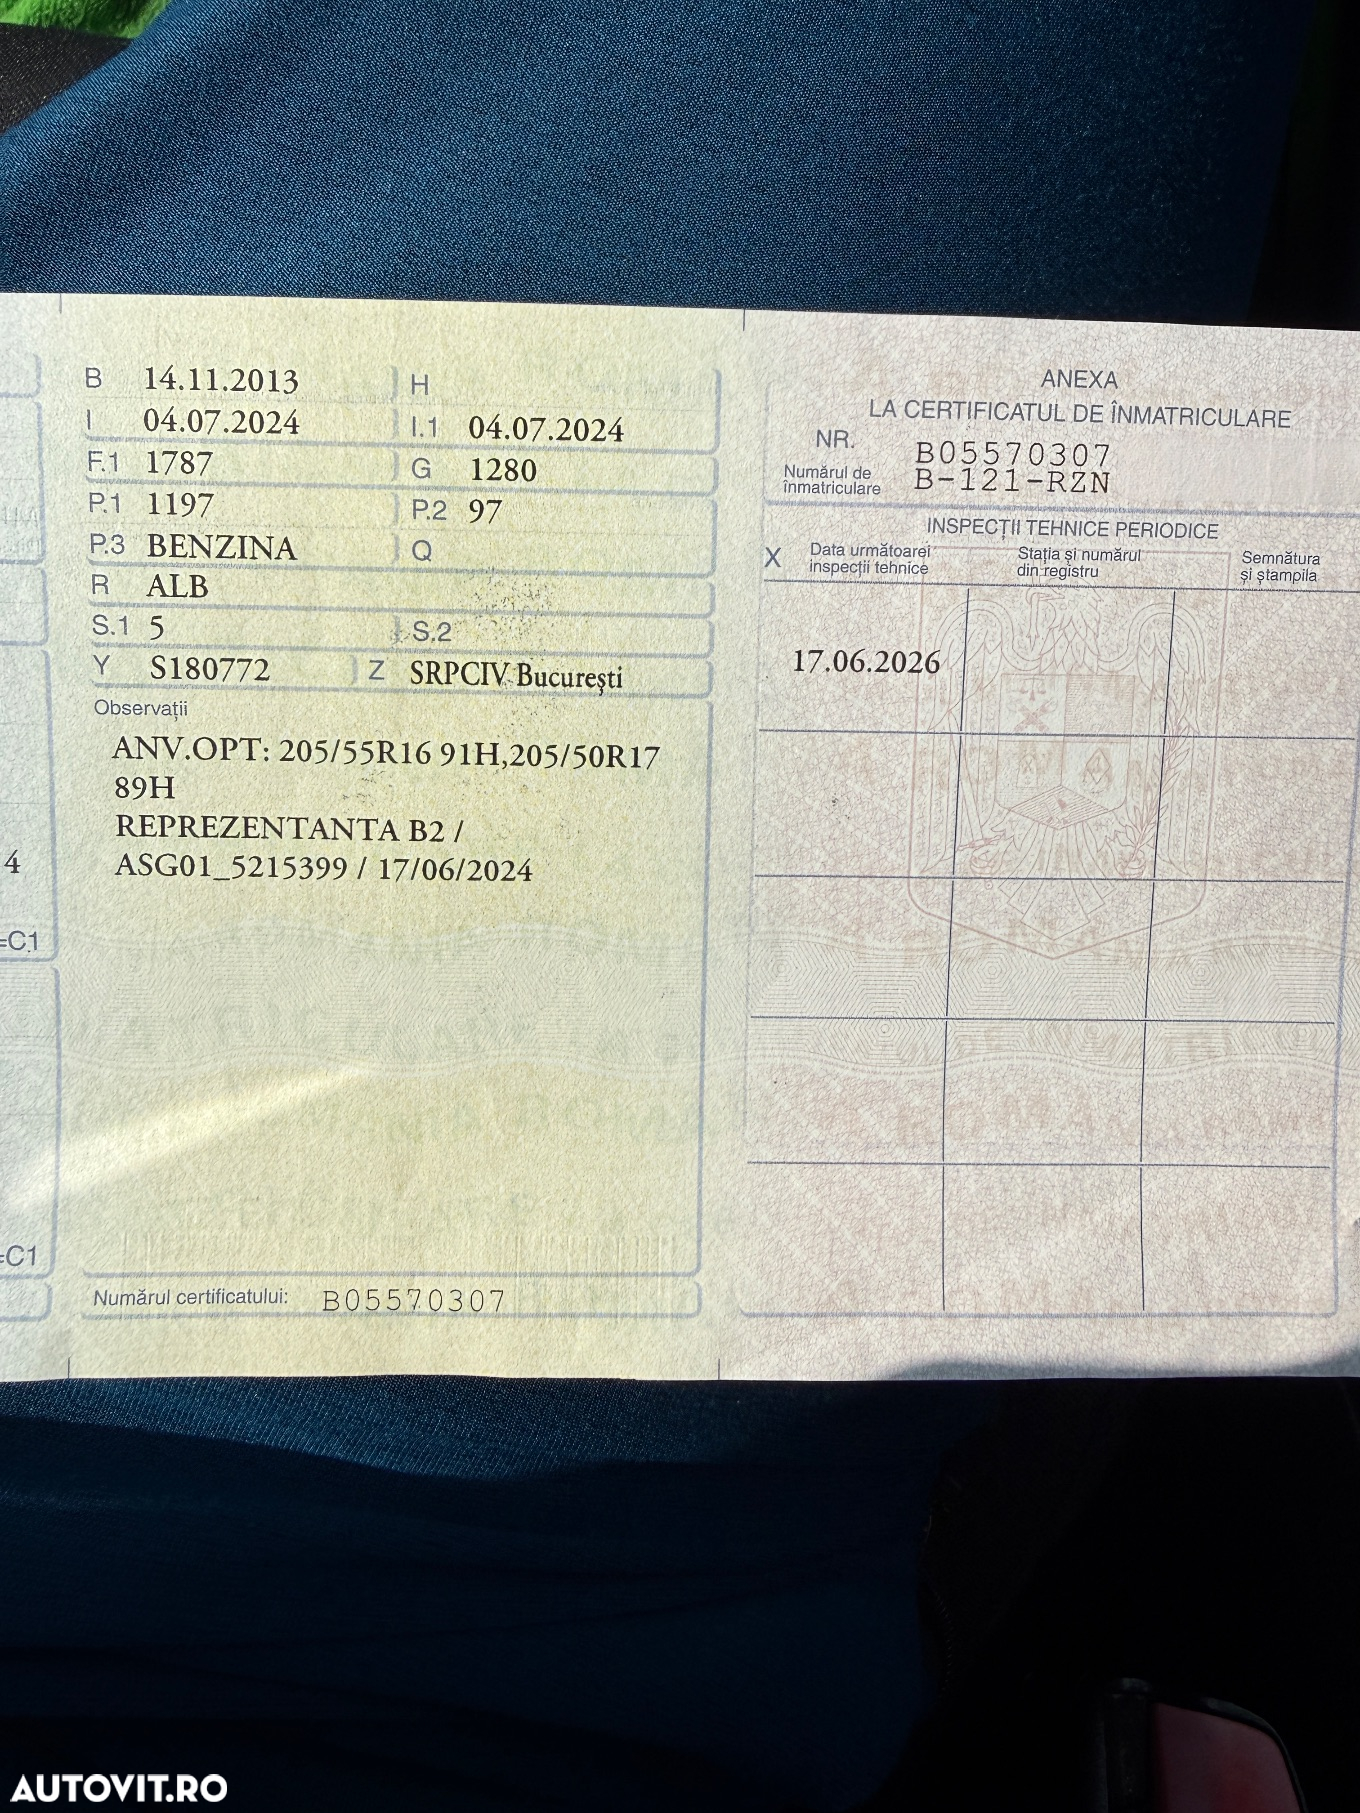 B 14.11.2013 H
I 04.07.2024 I.1 04.07.2024
F.1 1787 G 1280
P.1 1197 P.2 97
P.3 BENZINA Q
R ALB
S.1 5 S.2
Y S180772 Z SRPCIV București
Observații
ANV.OPT: 205/55R16 91H,205/50R17
89H
REPREZENTANTA B2 /
ASG01_5215399 / 17/06/2024
Numărul certificatului: B05570307
4
=C1
=C1
ANEXA
LA CERTIFICATUL DE ÎNMATRICULARE
NR. B05570307
Numărul de
înmatriculare B-121-RZN
INSPECȚII TEHNICE PERIODICE
X Data următoarei
inspecții tehnice
Stația și numărul
din registru
Semnătura
și ștampila
17.06.2026
AUTOVIT.RO